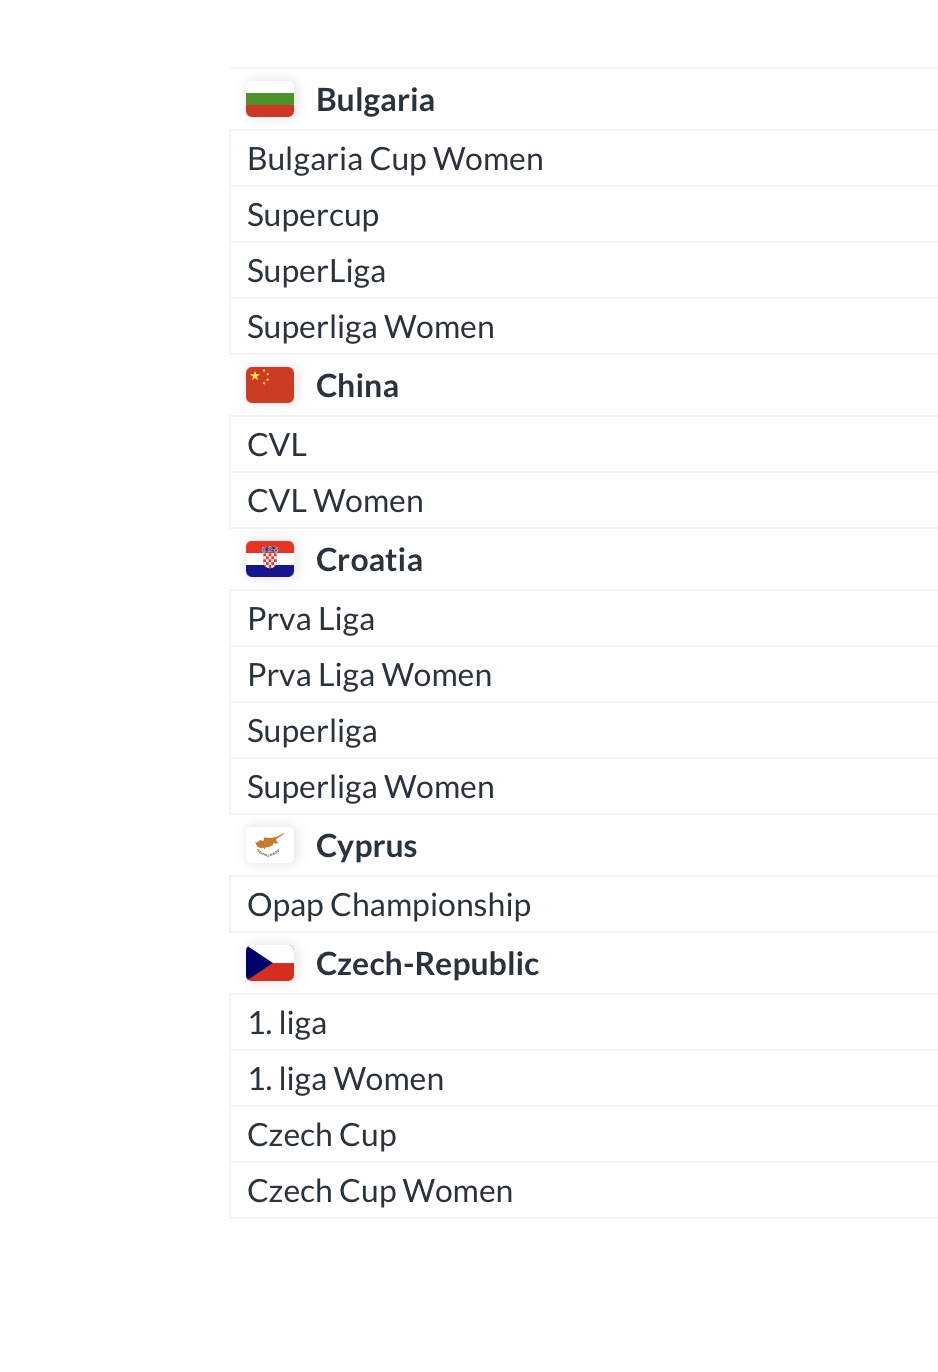 Bulgaria
Bulgaria Cup Women
Supercup
SuperLiga
Superliga Women
China
CVL
CVL Women
Croatia
Prva Liga
Prva Liga Women
Superliga
Superliga Women
Cyprus
Opap Championship
Czech-Republic
1. liga
1. liga Women
Czech Cup
Czech Cup Women